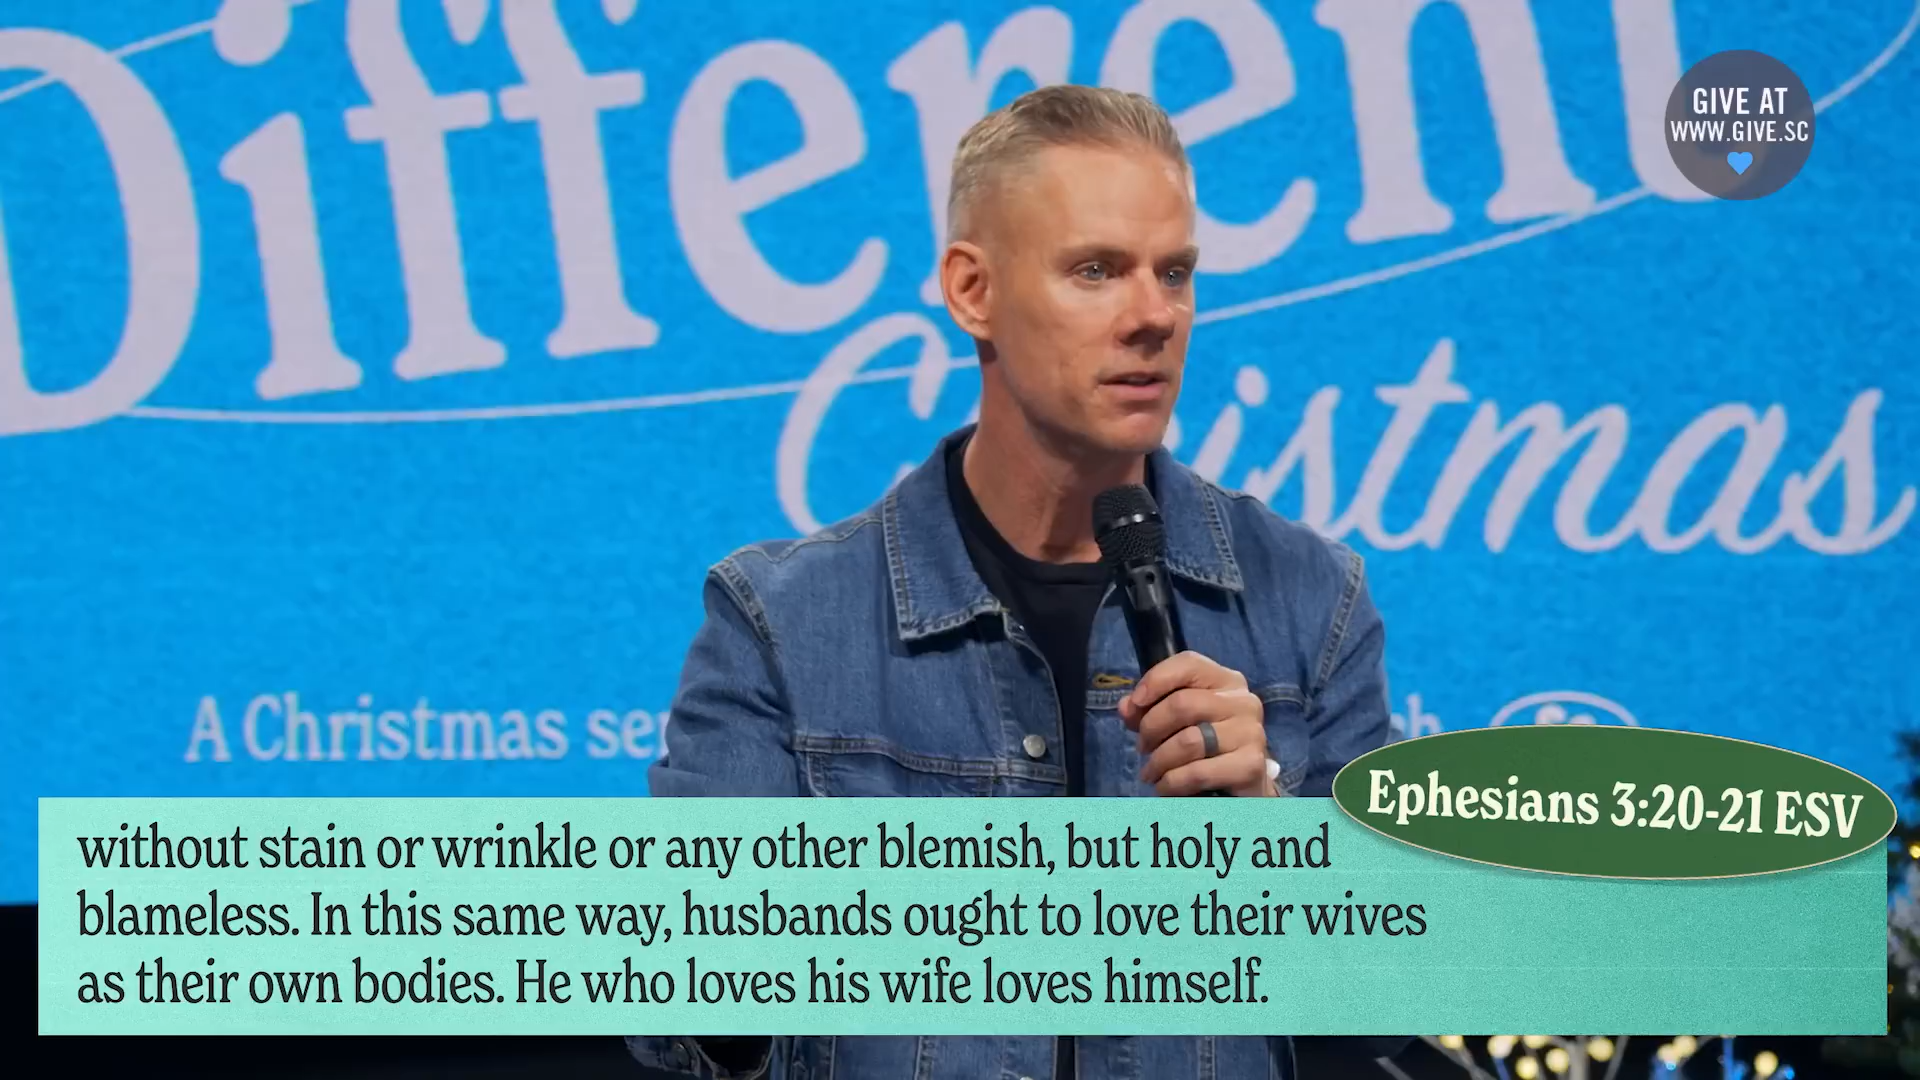 Different
GIVE AT
WWW.GIVE.SC
Christmas
A Christmas
Ephesians 3:20-21 ESV
without stain or wrinkle or any other blemish, but holy and
blameless. In this same way, husbands ought to love their wives
as their own bodies. He who loves his wife loves himself.